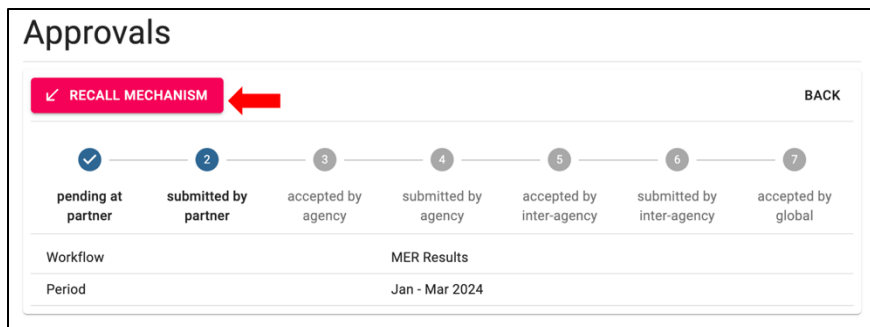 Approvals
RECALL MECHANISM
BACK
2
3
4
5
6
7
pending at
partner
submitted by
partner
accepted by
agency
submitted by
agency
accepted by
inter-agency
submitted by
inter-agency
accepted by
global
Workflow
MER Results
Period
Jan - Mar 2024